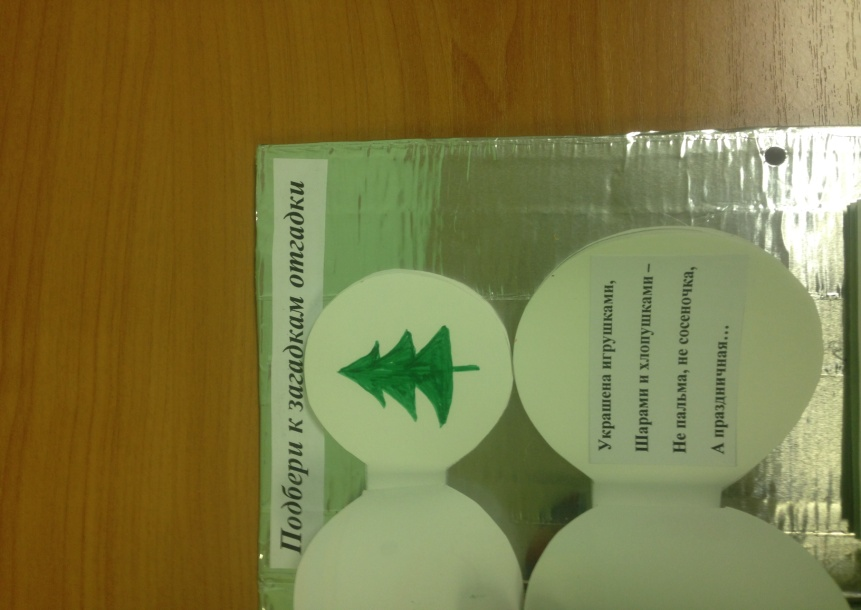 Подбери к загадкам отгадки
Украшена игрушками,
Шарами и хлопушками –
Не пальма, не сосеночка,
А праздничная…